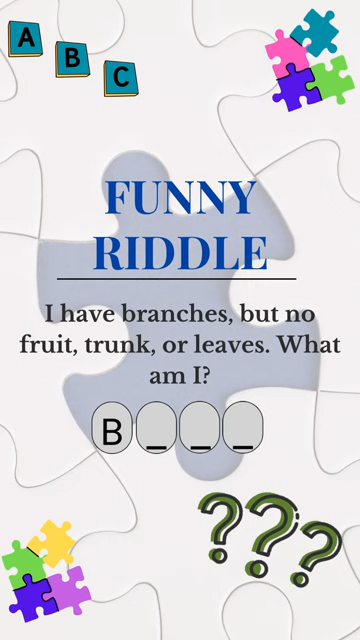 A
B
C
FUNNY
RIDDLE
I have branches, but no
fruit, trunk, or leaves. What
am I?
B _ _ _
???